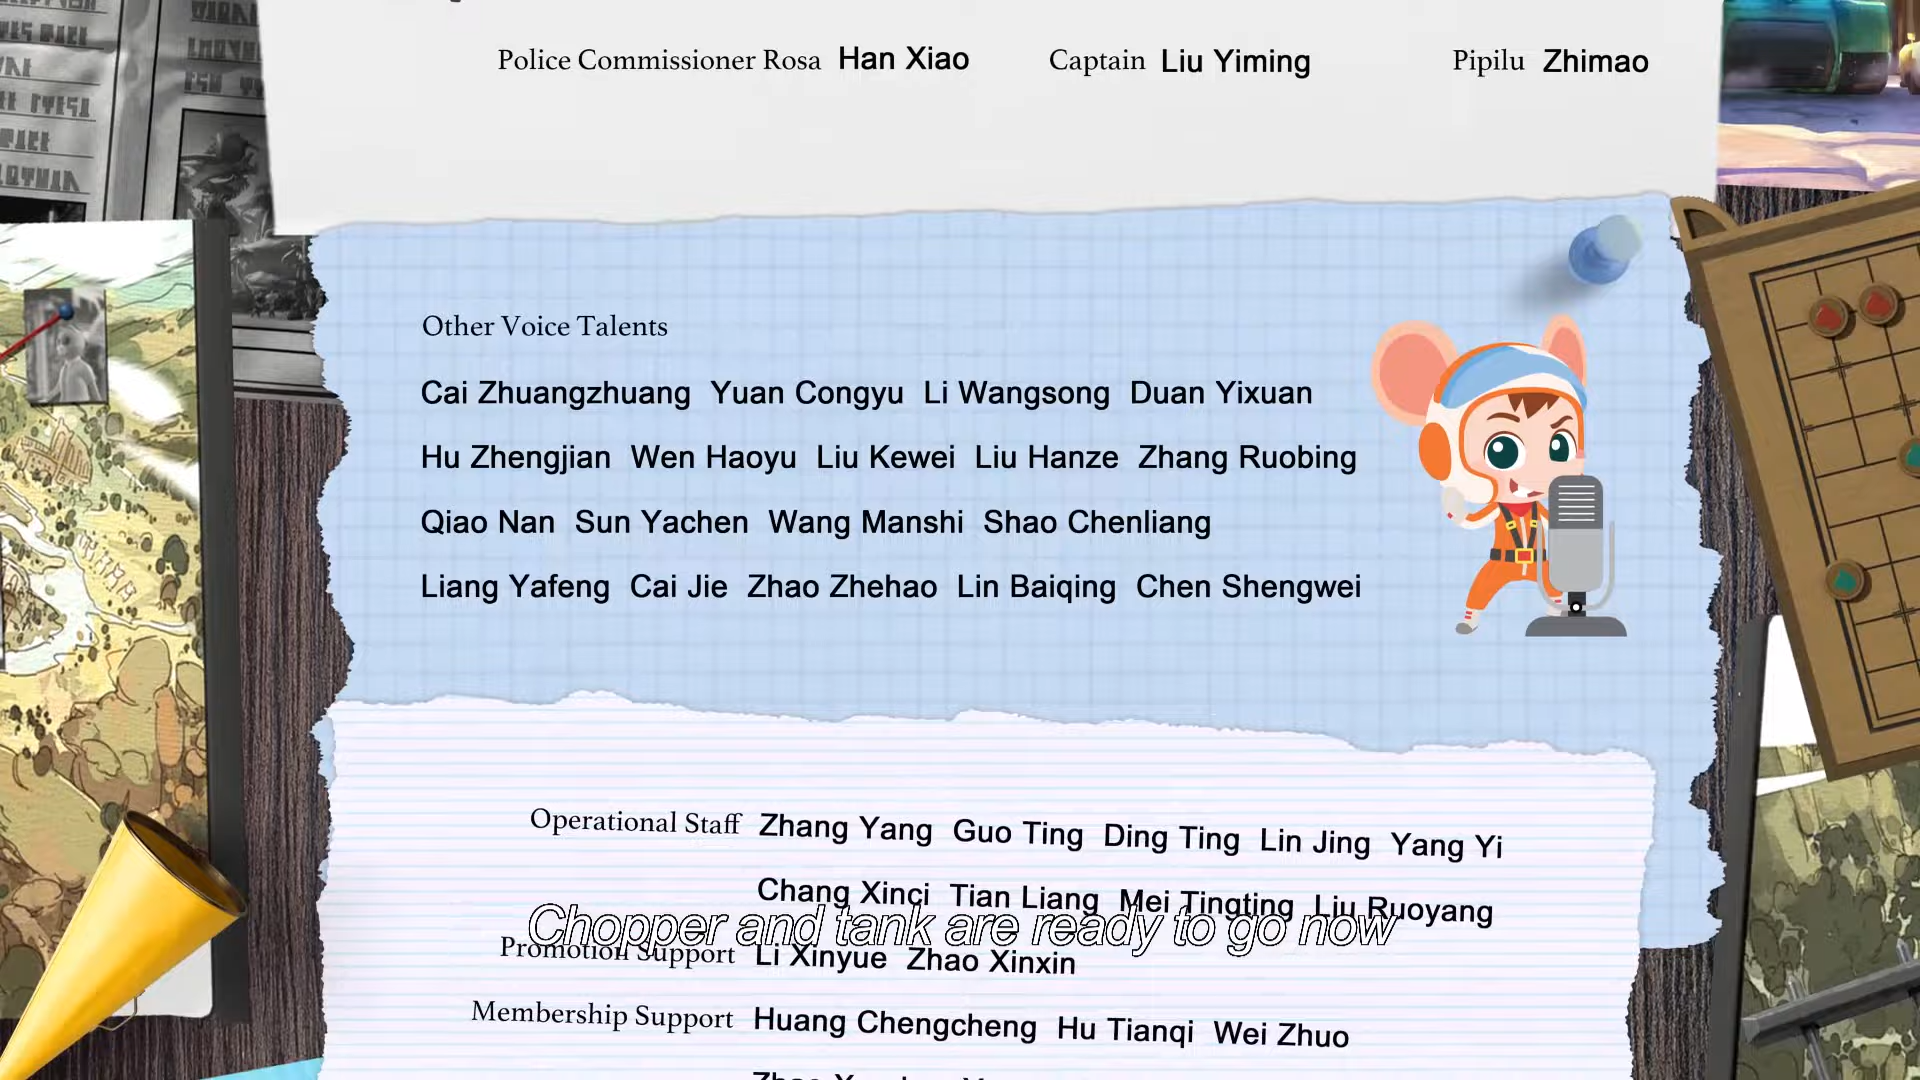 Police Commissioner Rosa Han Xiao Captain Liu Yiming Pipilu Zhimao
Other Voice Talents
Cai Zhuangzhuang Yuan Congyu Li Wangsong Duan Yixuan
Hu Zhengjian Wen Haoyu Liu Kewei Liu Hanze Zhang Ruobing
Qiao Nan Sun Yachen Wang Manshi Shao Chenliang
Liang Yafeng Cai Jie Zhao Zhehao Lin Baiqing Chen Shengwei
Operational Staff Zhang Yang Guo Ting Ding Ting Lin Jing Yang Yi
Chang Xinci Tian Liang Mei Tingting Liu Ruoyang
Chopper and tank are ready to go now
Promotion Support Li Xinyue Zhao Xinxin
Membership Support Huang Chengcheng Hu Tianqi Wei Zhuo